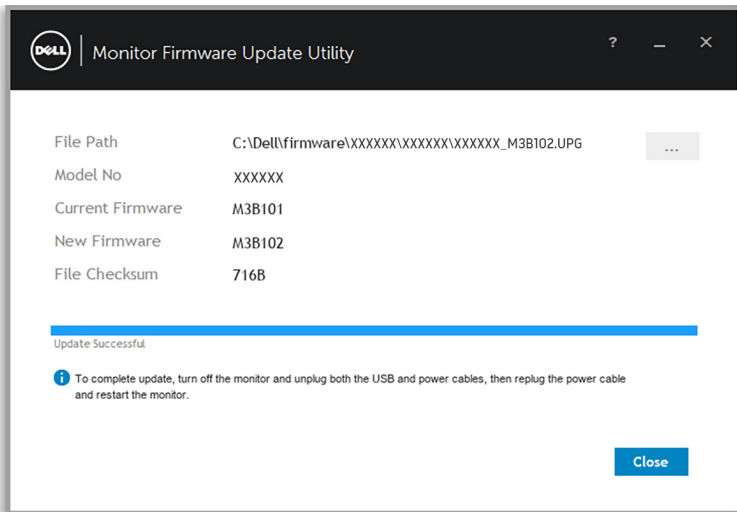 DELL Monitor Firmware Update Utility ? _ ×
File Path C:\Dell\firmware\XXXXXX\XXXXXX\XXXXXX_M3B102.UPG ...
Model No XXXXXX
Current Firmware M3B101
New Firmware M3B102
File Checksum 716B
Update Successful
i To complete update, turn off the monitor and unplug both the USB and power cables, then replug the power cable
and restart the monitor.
Close